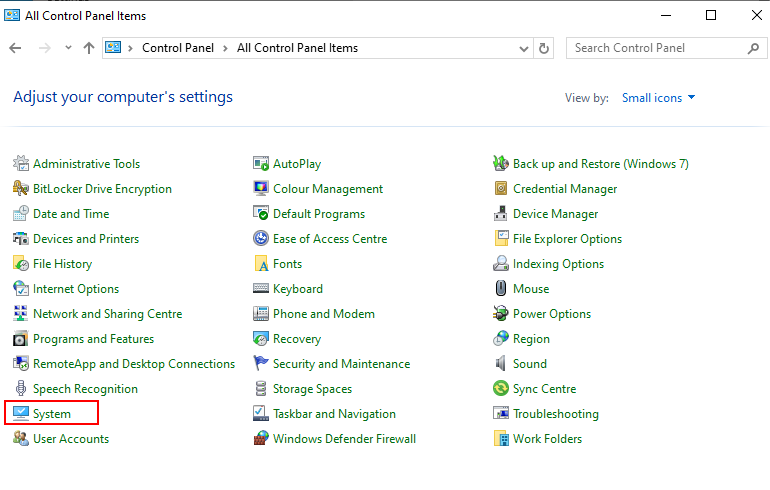 All Control Panel Items
Control Panel All Control Panel Items
Search Control Panel
Adjust your computer's settings
View by: Small icons
Administrative Tools AutoPlay Back up and Restore (Windows 7)
BitLocker Drive Encryption Colour Management Credential Manager
Date and Time Default Programs Device Manager
Devices and Printers Ease of Access Centre File Explorer Options
File History Fonts Indexing Options
Internet Options Keyboard Mouse
Network and Sharing Centre Phone and Modem Power Options
Programs and Features Recovery Region
RemoteApp and Desktop Connections Security and Maintenance Sound
Speech Recognition Storage Spaces Sync Centre
System Taskbar and Navigation Troubleshooting
User Accounts Windows Defender Firewall Work Folders